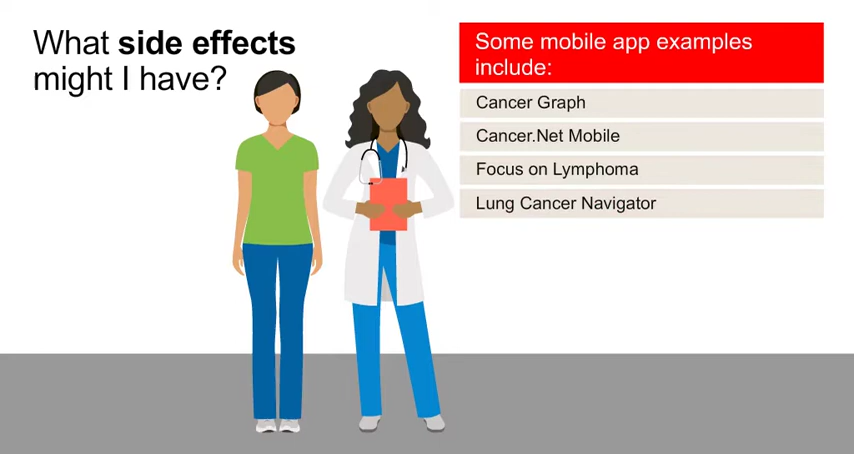 What side effects
might I have?
Some mobile app examples
include:
Cancer Graph
Cancer.Net Mobile
Focus on Lymphoma
Lung Cancer Navigator